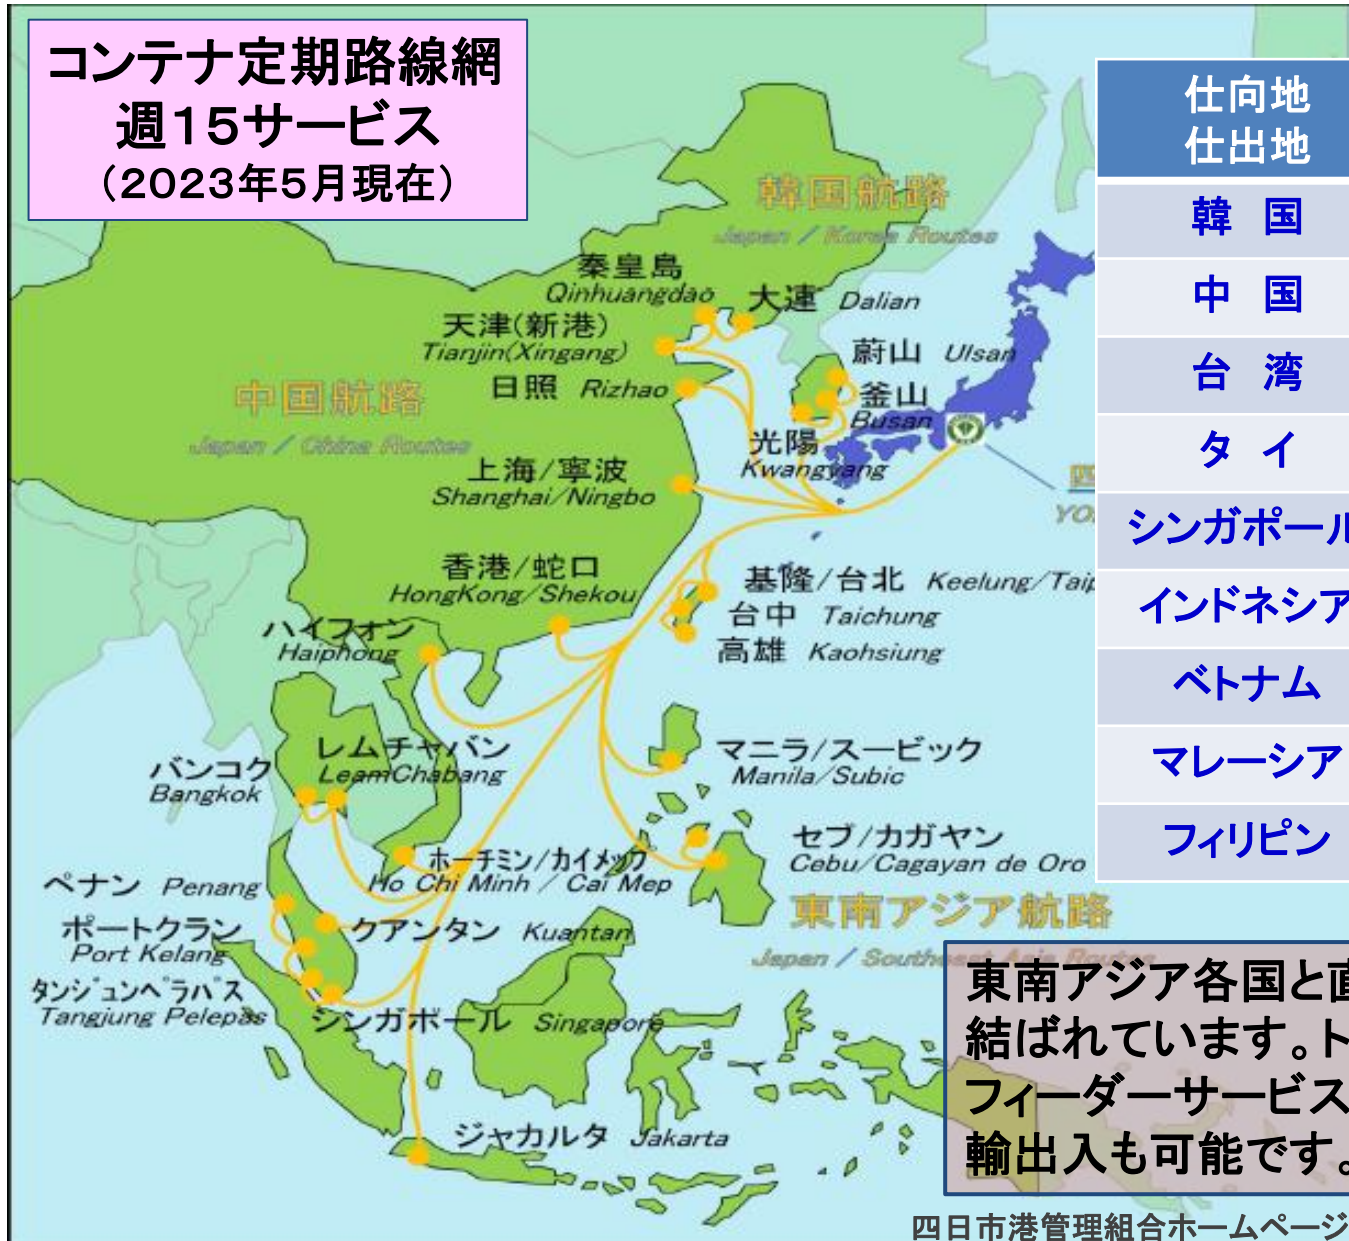 コンテナ定期路線網
週15サービス
(2023年5月現在)
仕向地
仕出地
韓 国
中 国
台 湾
タ イ
シンガポール
インドネシア
ベトナム
マレーシア
フィリピン
韓国航路
Japan / Korea Routes
秦皇島
Qinhuangdao
大連 Dalian
天津(新港)
Tianjin(Xingang)
蔚山 Ulsan
日照 Rizhao
釜山
Busan
中国航路
Japan / China Routes
光陽
Kwangyang
上海/寧波
Shanghai/Ningbo
四
YO
香港/蛇口
HongKong/Shekou
基隆/台北 Keelung/Taip
台中 Taichung
高雄 Kaohsiung
ハイフォン
Haiphong
レムチャバン
LeamChabang
バンコク
Bangkok
マニラ/スービック
Manila/Subic
ホーチミン/カイメップ
Ho Chi Minh / Cai Mep
セブ/カガヤン
Cebu/Cagayan de Oro
ペナン Penang
ポートクラン
Port Kelang
クアンタン Kuantan
東南アジア航路
Japan / Southeast Asia Routes
タンジュンペラパス
Tangjung Pelepas
シンガポール Singapore
ジャカルタ Jakarta
東南アジア各国と直
結ばれています。ト
フィーダーサービス
輸出入も可能です。
四日市港管理組合ホームページ